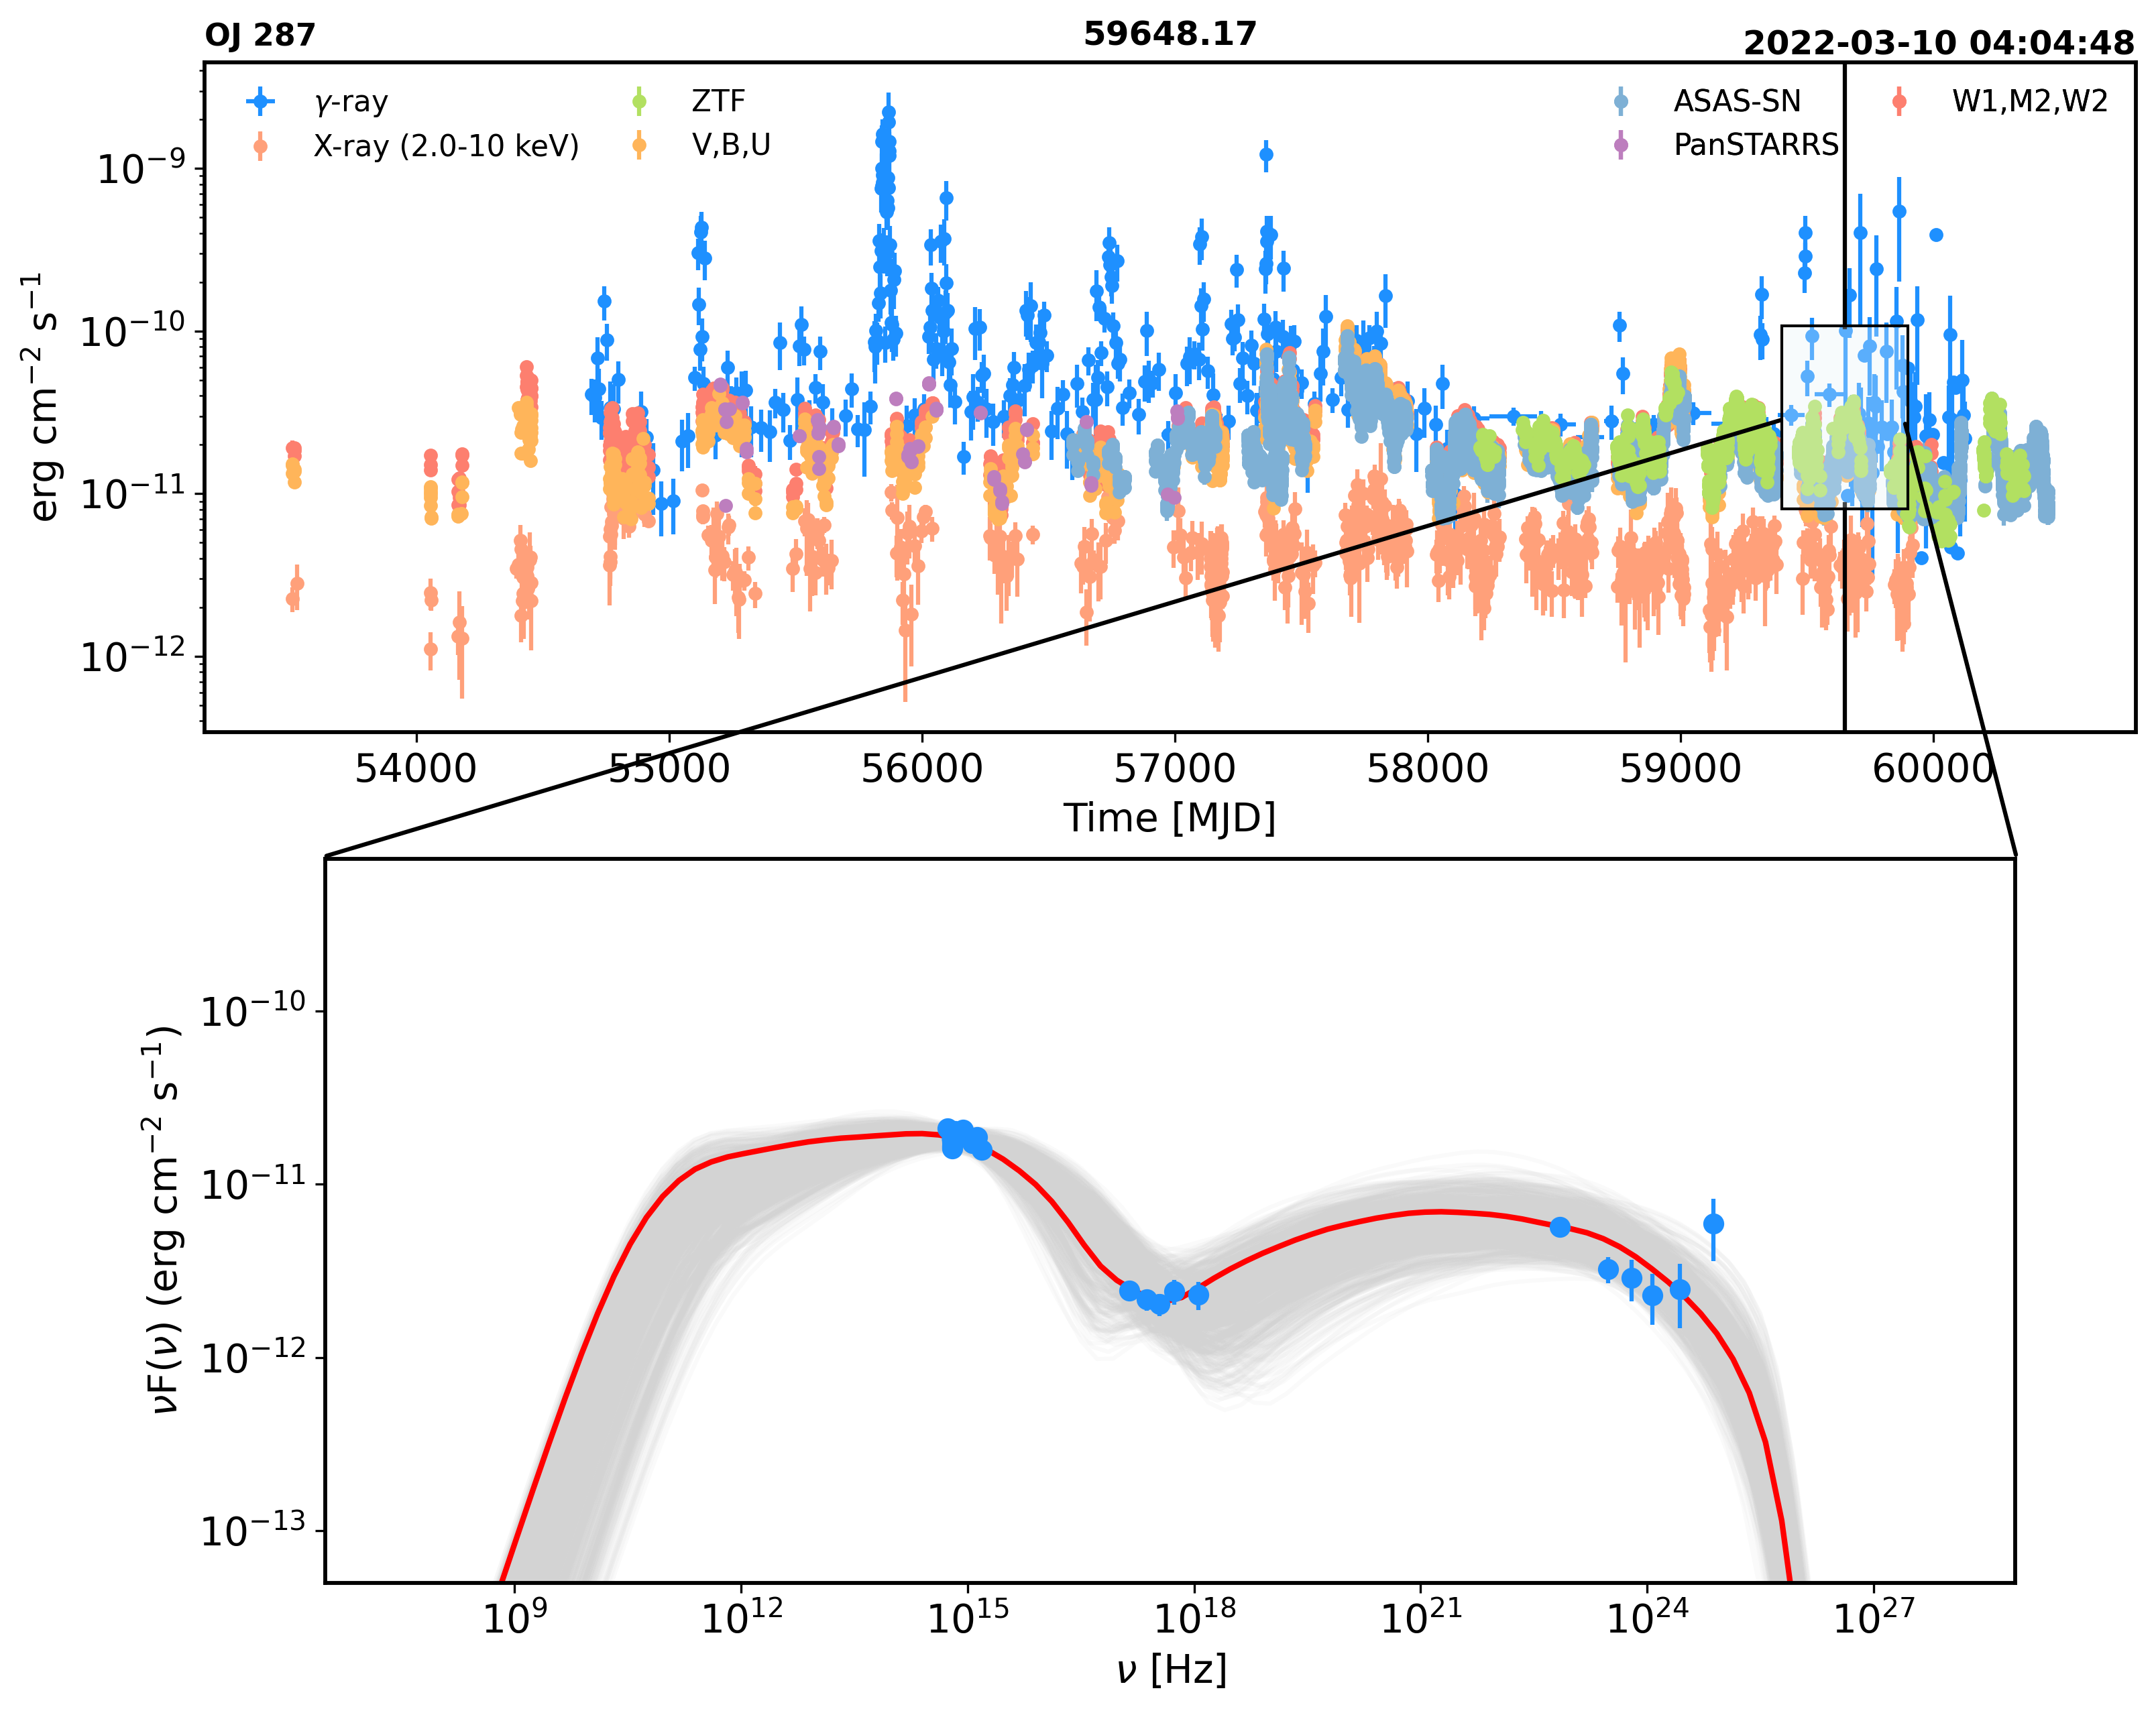 OJ 287 59648.17 2022-03-10 04:04:48
γ-ray ZTF ASAS-SN W1,M2,W2
X-ray (2.0-10 keV) V,B,U PanSTARRS
10⁻⁹
10⁻¹⁰
10⁻¹¹
10⁻¹²
erg cm⁻² s⁻¹
54000 55000 56000 57000 58000 59000 60000
Time [MJD]
10⁻¹⁰
10⁻¹¹
10⁻¹²
10⁻¹³
νF(ν) (erg cm⁻² s⁻¹)
10⁹ 10¹² 10¹⁵ 10¹⁸ 10²¹ 10²⁴ 10²⁷
ν [Hz]